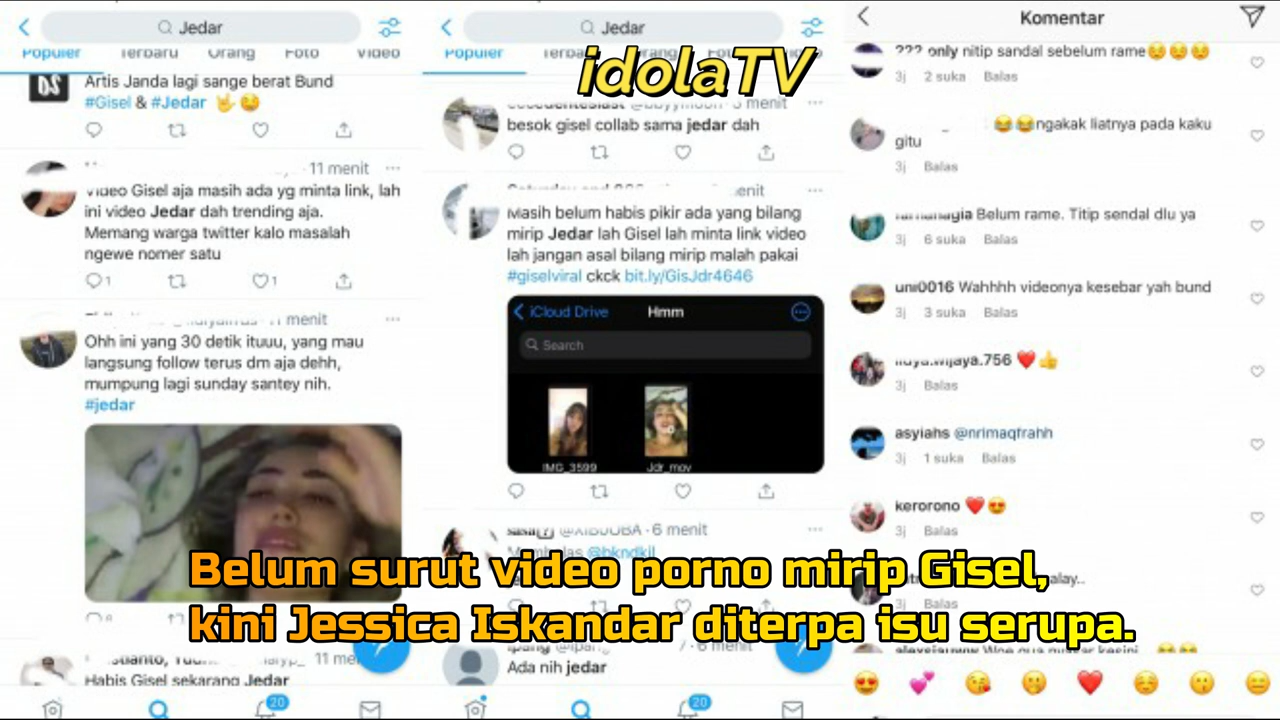 Jedar
Populer Terbaru Orang Foto Video
Artis Janda lagi sange berat Bund
#Gisel & #Jedar 🤟😋
11 menit
video Gisel aja masih ada yg minta link, lah
ini video Jedar dah trending aja.
Memang warga twitter kalo masalah
ngewe nomer satu
1 1
menit
Ohh ini yang 30 detik ituuu, yang mau
langsung follow terus dm aja dehh,
mumpung lagi sunday santey nih.
#jedar
11
Habis Gisel sekarang Jedar
20
Jedar
Populer
idolaTV
menit
besok gisel collab sama jedar dah
Masih belum habis pikir ada yang bilang
mirip Jedar lah Gisel lah minta link video
lah jangan asal bilang mirip malah pakai
#giselviral ckck bit.ly/GisJdr4646
iCloud Drive Hmm
Search
IMG_3599 Jdr_mov
6 menit
@bkndkil
Ada nih jedar
20
Komentar
only nitip sandal sebelum rame😣😣😣
3j 2 suka Balas
😂😂ngakak liatnya pada kaku
gitu
3j Balas
Belum rame. Titip sendal dlu ya
3j 6 suka Balas
uni0016 Wahhhh videonya kesebar yah bund
3j 3 suka Balas
❤️👍
3j Balas
asyiahs @nrimaqfrahh
3j 1 suka Balas
kerorono ❤️😍
3j Balas
Balas
Belum surut video porno mirip Gisel,
kini Jessica Iskandar diterpa isu serupa.